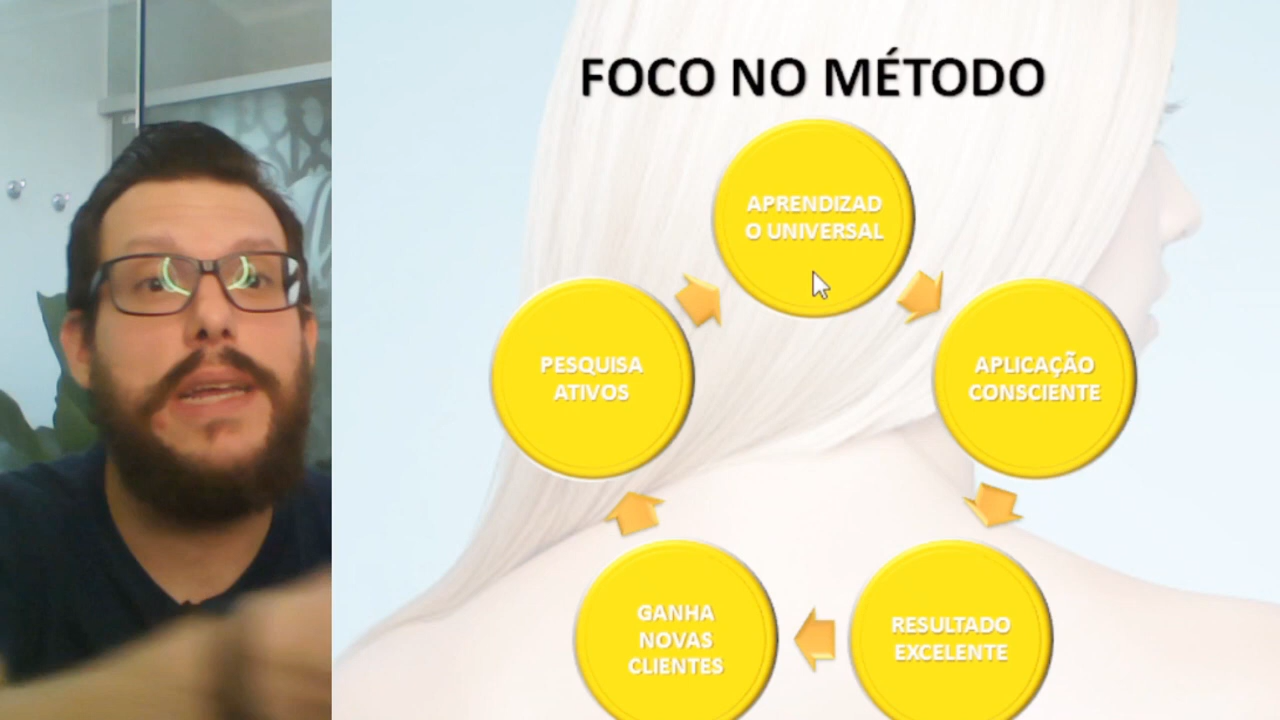 FOCO NO MÉTODO
APRENDIZAD
O UNIVERSAL
PESQUISA
ATIVOS
APLICAÇÃO
CONSCIENTE
GANHA
NOVAS
CLIENTES
RESULTADO
EXCELENTE